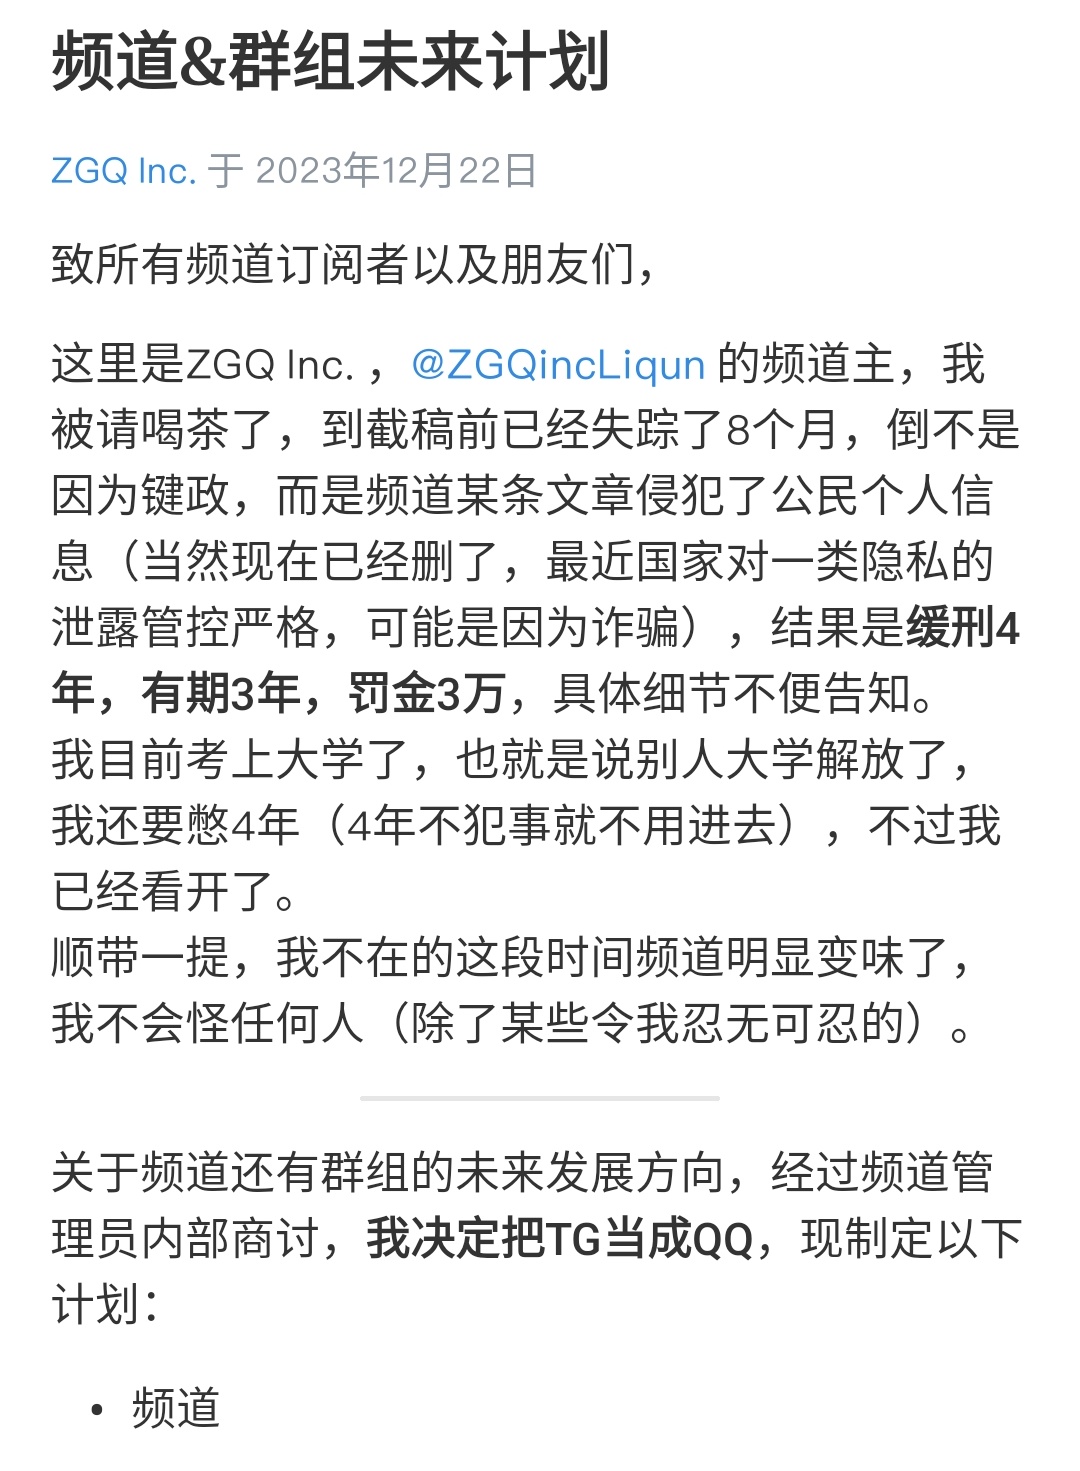 频道&群组未来计划
ZGQ Inc. 于 2023年12月22日
致所有频道订阅者以及朋友们，
这里是ZGQ Inc.，@ZGQincLiqun 的频道主，我
被请喝茶了，到截稿前已经失踪了8个月，倒不是
因为键政，而是频道某条文章侵犯了公民个人信
息（当然现在已经删了，最近国家对一类隐私的
泄露管控严格，可能是因为诈骗），结果是缓刑4
年，有期3年，罚金3万，具体细节不便告知。
我目前考上大学了，也就是说别人大学解放了，
我还要憋4年（4年不犯事就不用进去），不过我
已经看开了。
顺带一提，我不在的这段时间频道明显变味了，
我不会怪任何人（除了某些令我忍无可忍的）。
关于频道还有群组的未来发展方向，经过频道管
理员内部商讨，我决定把TG当成QQ，现制定以下
计划：
• 频道